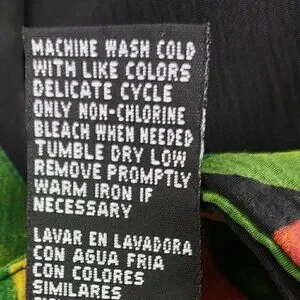 MACHINE WASH COLD
WITH LIKE COLORS
DELICATE CYCLE
ONLY NON-CHLORINE
BLEACH WHEN NEEDED
TUMBLE DRY LOW
REMOVE PROMPTLY
WARM IRON IF
NECESSARY
LAVAR EN LAVADORA
CON AGUA FRIA
CON COLORES
SIMILARES